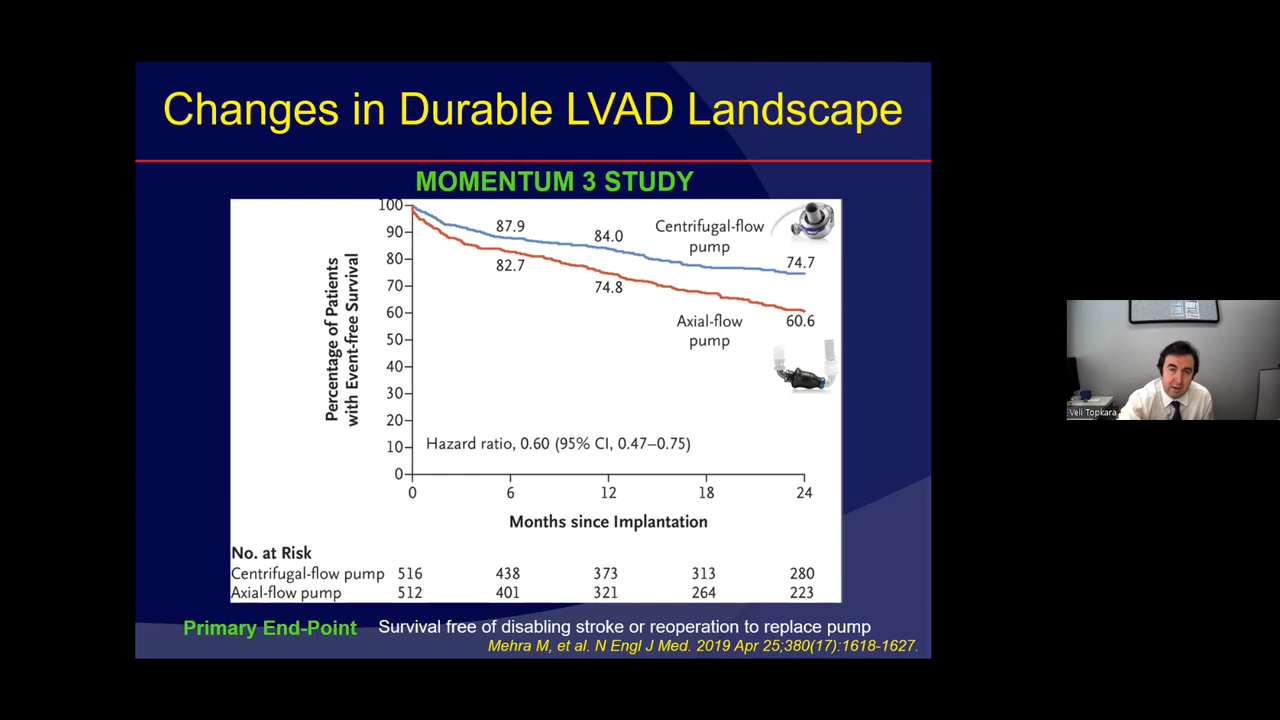 Changes in Durable LVAD Landscape
MOMENTUM 3 STUDY
Percentage of Patients
with Event-free Survival
100
90
80
70
60
50
40
30
20
10
0
87.9
84.0
74.7
82.7
74.8
60.6
Centrifugal-flow
pump
Axial-flow
pump
Hazard ratio, 0.60 (95% CI, 0.47–0.75)
0 6 12 18 24
Months since Implantation
No. at Risk
Centrifugal-flow pump 516 438 373 313 280
Axial-flow pump 512 401 321 264 223
Primary End-Point Survival free of disabling stroke or reoperation to replace pump
Mehra M, et al. N Engl J Med. 2019 Apr 25;380(17):1618-1627.
Veli Topkara